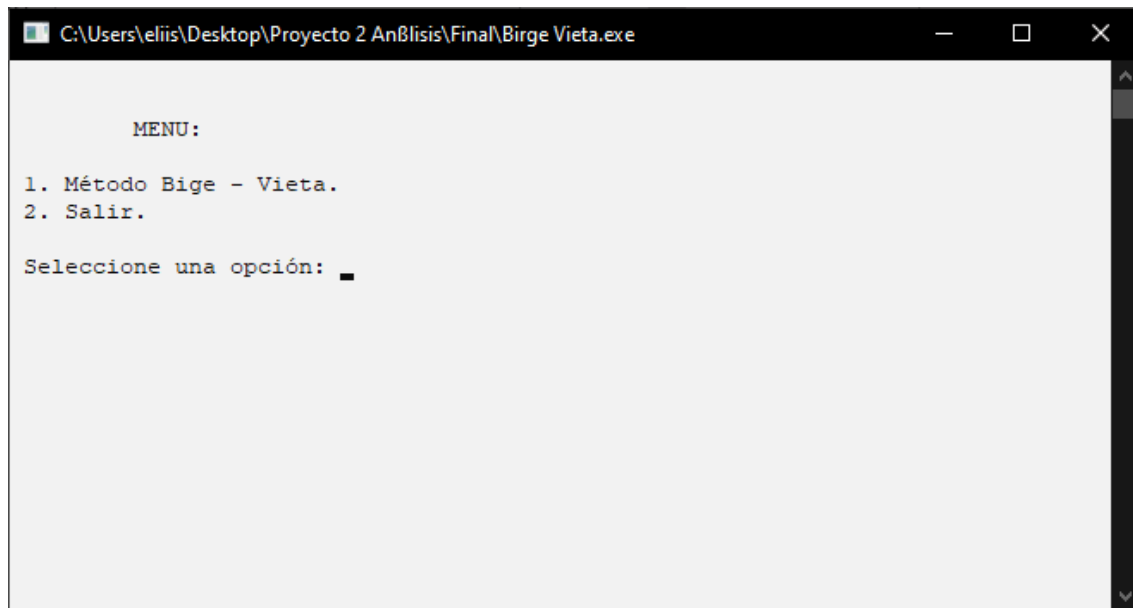 C:\Users\eliis\Desktop\Proyecto 2 Anßlisis\Final\Birge Vieta.exe
MENU:
1. Método Bige - Vieta.
2. Salir.
Seleccione una opción: